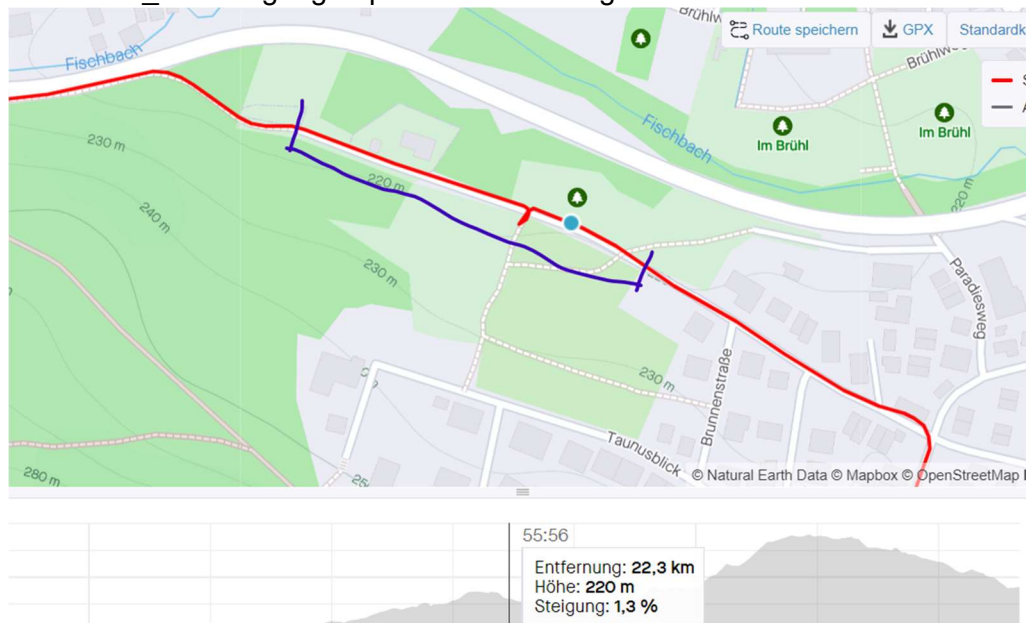 Brühlw
Route speichern
GPX
Standardk
Fischbach
Brühlwe
S
A
Im Brühl
Im Brühl
Fischbach
230 m
220 m
220 m
240 m
230 m
Paradiesweg
230 m
Brunnenstraße
Taunusblick
280 m
© Natural Earth Data © Mapbox © OpenStreetMap
55:56
Entfernung: 22,3 km
Höhe: 220 m
Steigung: 1,3 %